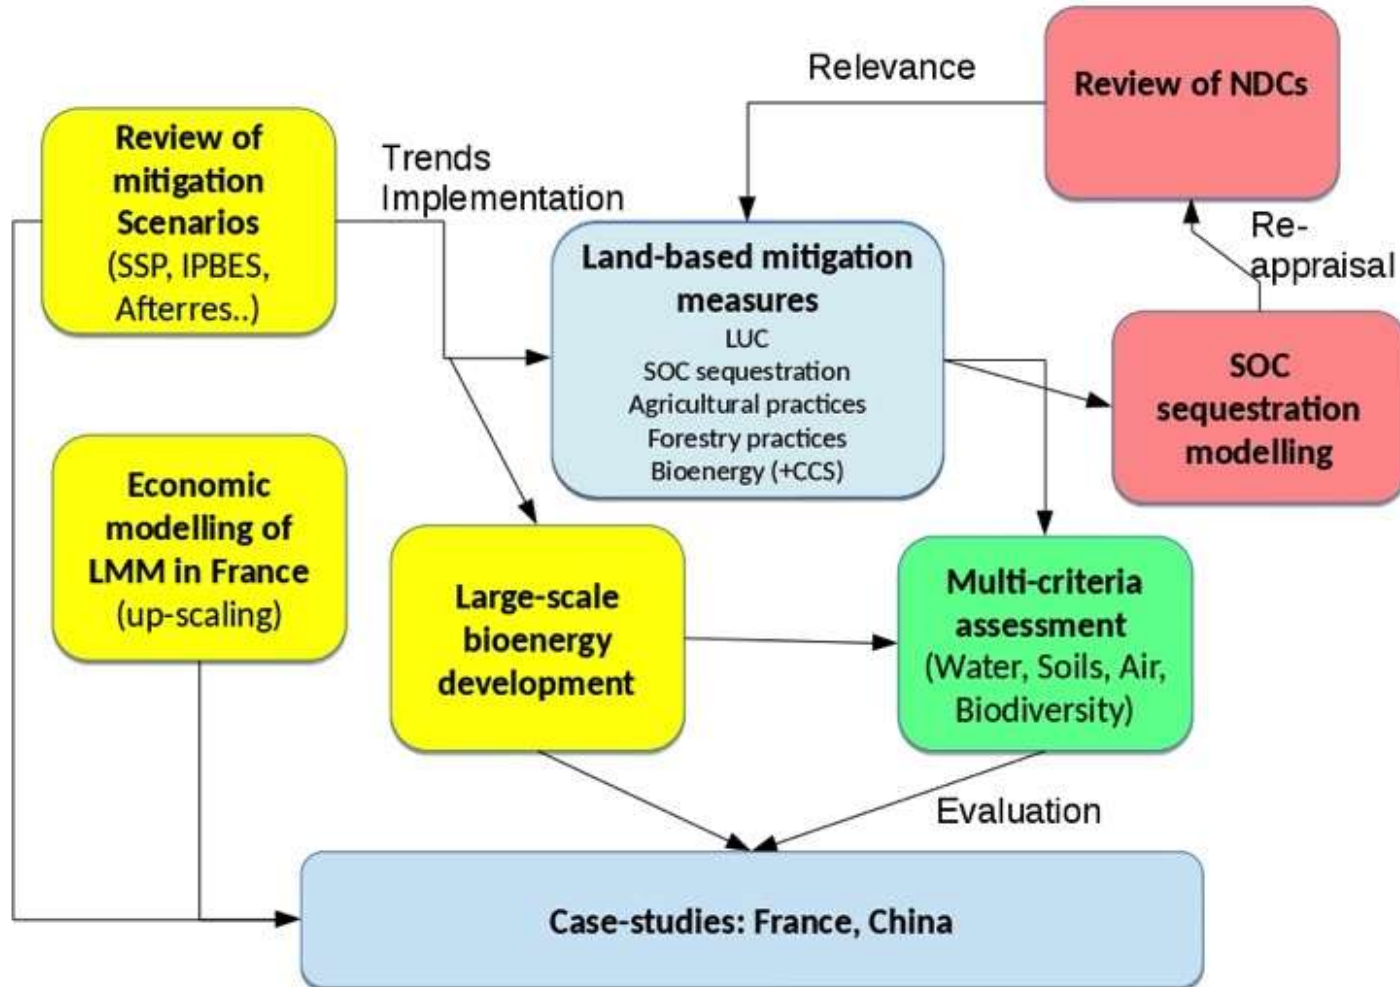 Review of NDCs
Relevance
Review of
mitigation
Scenarios
(SSP, IPBES,
Afterres..)
Trends
Implementation
Land-based mitigation
measures
LUC
SOC sequestration
Agricultural practices
Forestry practices
Bioenergy (+CCS)
Re-
appraisal
SOC
sequestration
modelling
Economic
modelling of
LMM in France
(up-scaling)
Large-scale
bioenergy
development
Multi-criteria
assessment
(Water, Soils, Air,
Biodiversity)
Evaluation
Case-studies: France, China